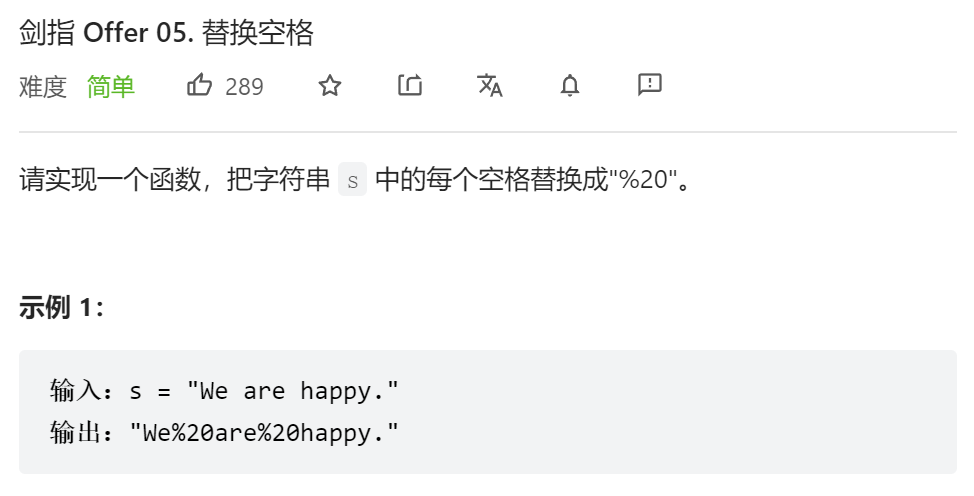 剑指 Offer 05. 替换空格
难度 简单 289
请实现一个函数，把字符串 s 中的每个空格替换成"%20"。
示例 1：
输入：s = "We are happy."
输出："We%20are%20happy."